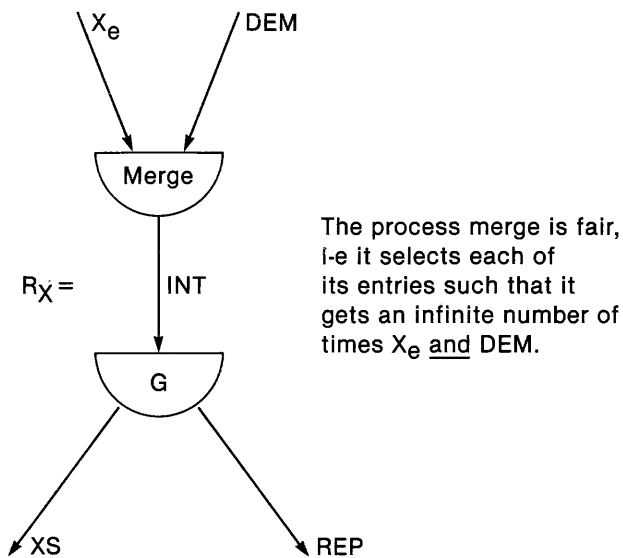 Xe DEM
Merge
RX = INT
The process merge is fair,
i-e it selects each of
its entries such that it
gets an infinite number of
times Xe and DEM.
G
XS REP